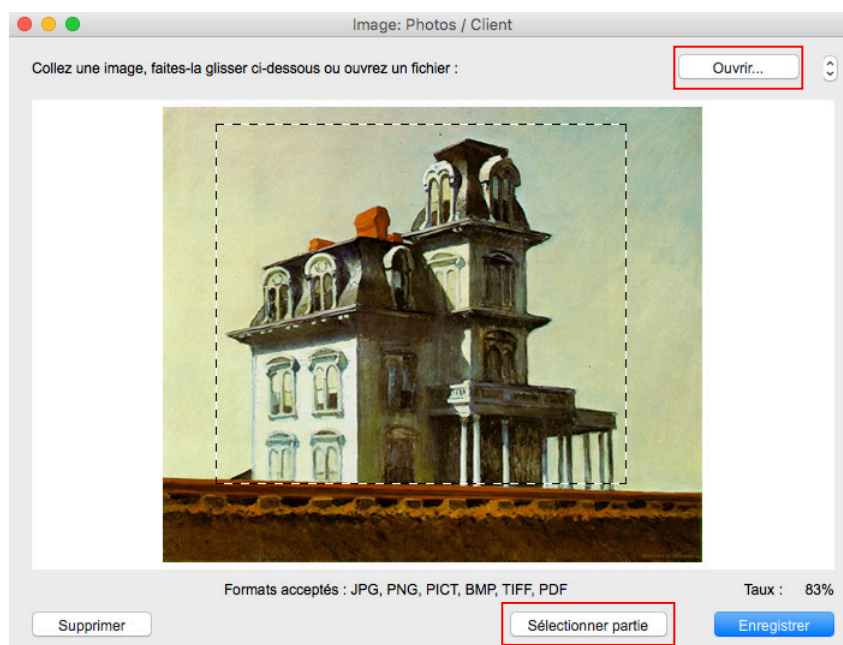 Image: Photos / Client
Collez une image, faites-la glisser ci-dessous ou ouvrez un fichier :
Ouvrir...
Formats acceptés : JPG, PNG, PICT, BMP, TIFF, PDF
Taux : 83%
Supprimer
Sélectionner partie
Enregistrer